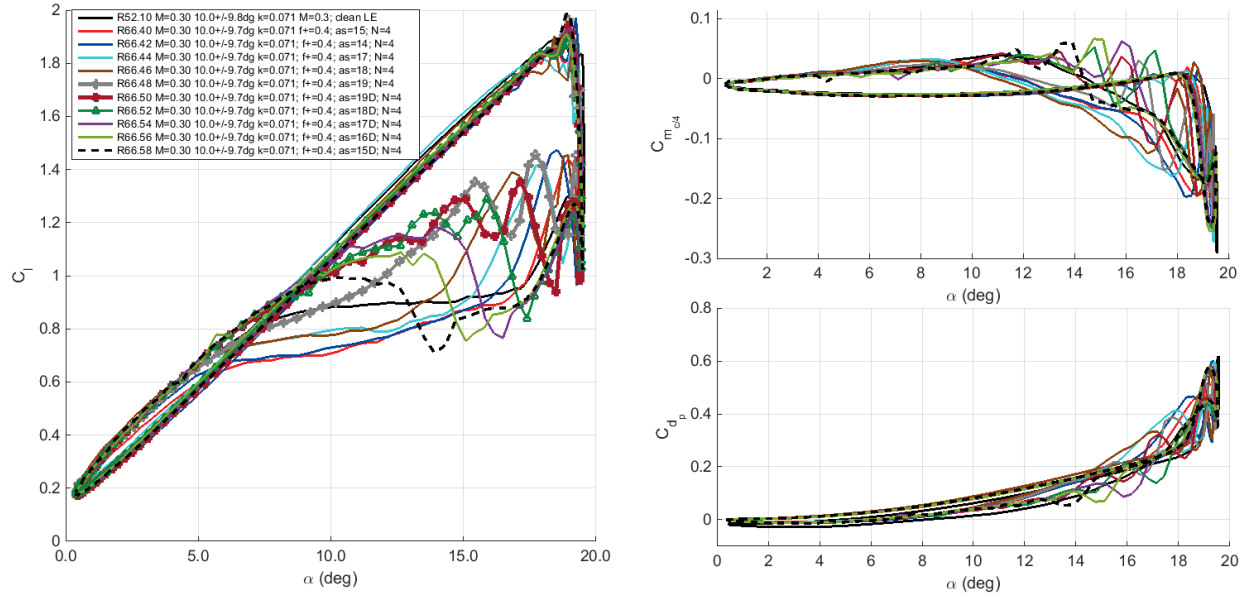 R52.10 M=0.30 10.0+/-9.8dg k=0.071 M=0.3; clean LE
R66.40 M=0.30 10.0+/-9.7dg k=0.071 f+=0.4; as=15; N=4
R66.42 M=0.30 10.0+/-9.7dg k=0.071; f+=0.4; as=14; N=4
R66.44 M=0.30 10.0+/-9.7dg k=0.071; f+=0.4; as=17; N=4
R66.46 M=0.30 10.0+/-9.7dg k=0.071; f+=0.4; as=18; N=4
R66.48 M=0.30 10.0+/-9.7dg k=0.071; f+=0.4; as=19; N=4
R66.50 M=0.30 10.0+/-9.7dg k=0.071; f+=0.4; as=19D; N=4
R66.52 M=0.30 10.0+/-9.7dg k=0.071; f+=0.4; as=18D; N=4
R66.54 M=0.30 10.0+/-9.7dg k=0.071; f+=0.4; as=17D; N=4
R66.56 M=0.30 10.0+/-9.7dg k=0.071; f+=0.4; as=16D; N=4
R66.58 M=0.30 10.0+/-9.7dg k=0.071; f+=0.4; as=15D; N=4
2
1.8
1.6
1.4
1.2
1
0.8
0.6
0.4
0.2
0
C_l
0.0 5.0 10.0 15.0 20.0
α (deg)
0.1
0
-0.1
-0.2
-0.3
C_m_c/4
2 4 6 8 10 12 14 16 18 20
α (deg)
0.8
0.6
0.4
0.2
0
C_d_p
0 2 4 6 8 10 12 14 16 18 20
α (deg)